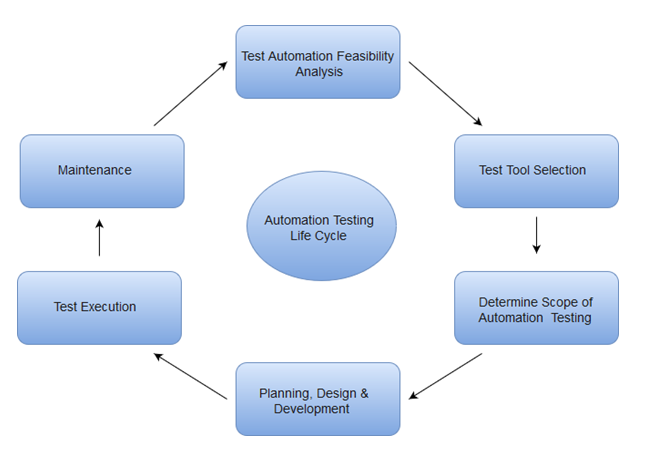 Test Automation Feasibility
Analysis
Maintenance
Test Tool Selection
Automation Testing
Life Cycle
Test Execution
Determine Scope of
Automation Testing
Planning, Design &
Development